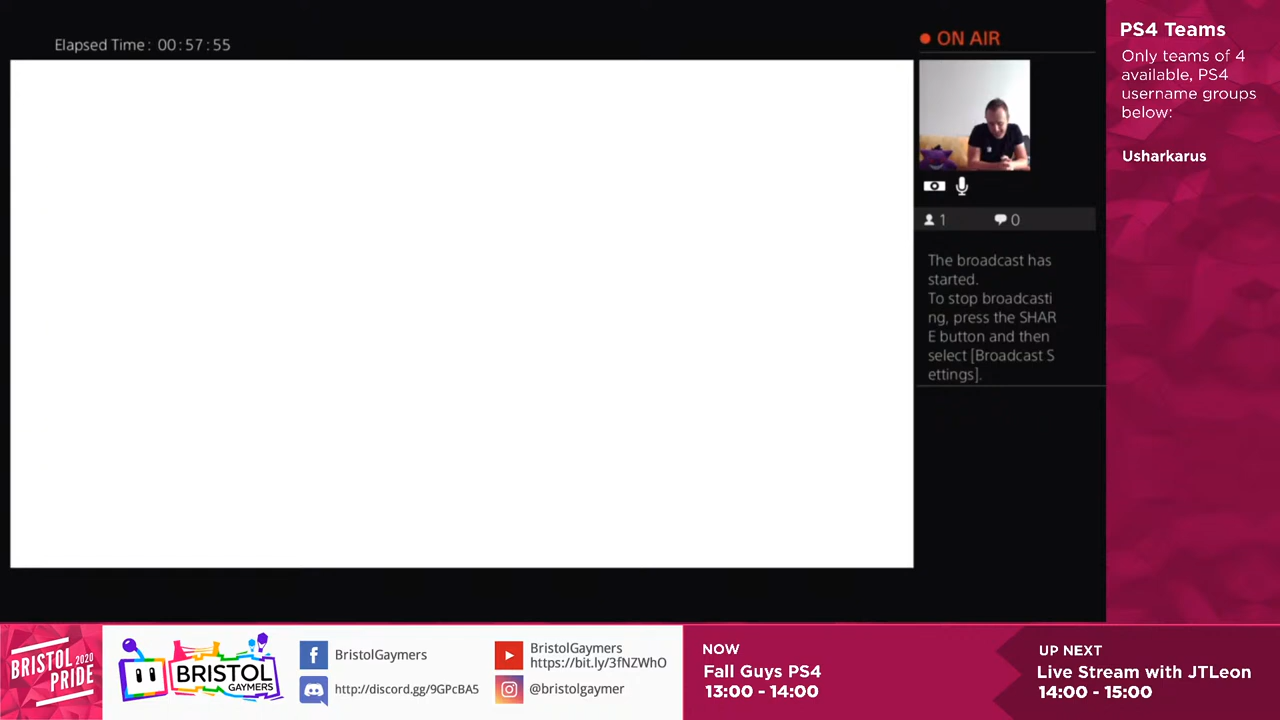 Elapsed Time: 00:57:55
ON AIR
1
0
The broadcast has
started.
To stop broadcasti
ng, press the SHAR
E button and then
select [Broadcast S
ettings].
PS4 Teams
Only teams of 4
available, PS4
username groups
below:
Usharkarus
BRISTOL 2020
PRIDE
BRISTOL
GAYMERS
BristolGaymers
http://discord.gg/9GPcBA5
BristolGaymers
https://bit.ly/3fNZWhO
@bristolgaymer
NOW
Fall Guys PS4
13:00 - 14:00
UP NEXT
Live Stream with JTLeon
14:00 - 15:00